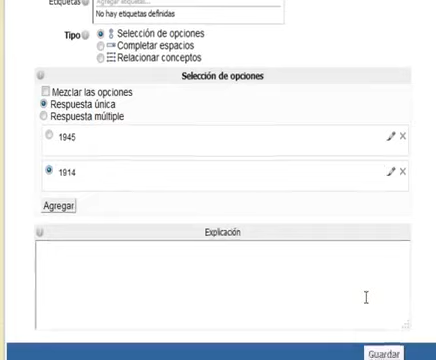 Etiquetas
Agregar etiquetas...
No hay etiquetas definidas
Tipo
Selección de opciones
Completar espacios
Relacionar conceptos
Selección de opciones
Mezclar las opciones
Respuesta única
Respuesta múltiple
1945
1914
Agregar
Explicación
Guardar